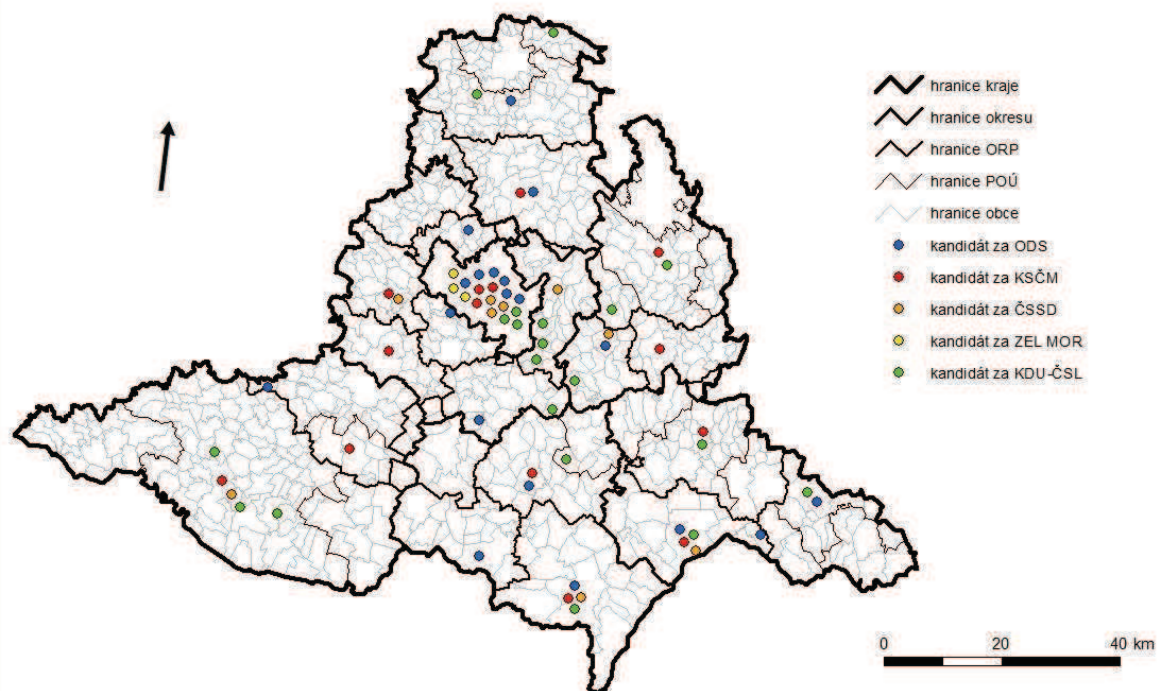 hranice kraje
hranice okresu
hranice ORP
hranice POÚ
hranice obce
kandidát za ODS
kandidát za KSČM
kandidát za ČSSD
kandidát za ZEL MOR
kandidát za KDU-ČSL
0 20 40 km